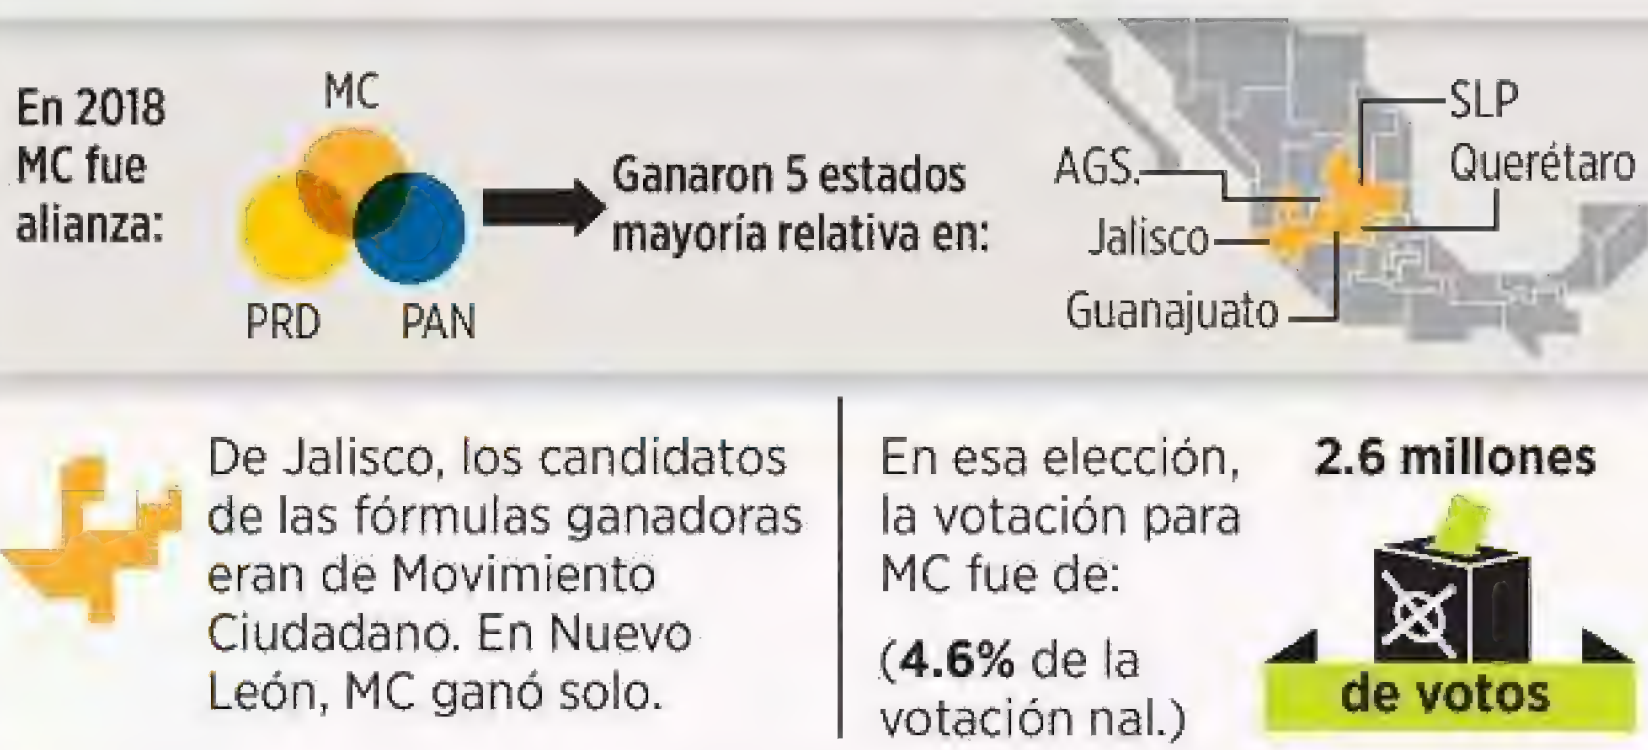 En 2018
MC fue
alianza:
MC
PRD
PAN
Ganaron 5 estados
mayoría relativa en:
SLP
AGS.
Querétaro
Jalisco
Guanajuato
De Jalisco, los candidatos
de las fórmulas ganadoras
eran de Movimiento
Ciudadano. En Nuevo
León, MC ganó solo.
En esa elección,
la votación para
MC fue de:
(4.6% de la
votación nal.)
2.6 millones
de votos